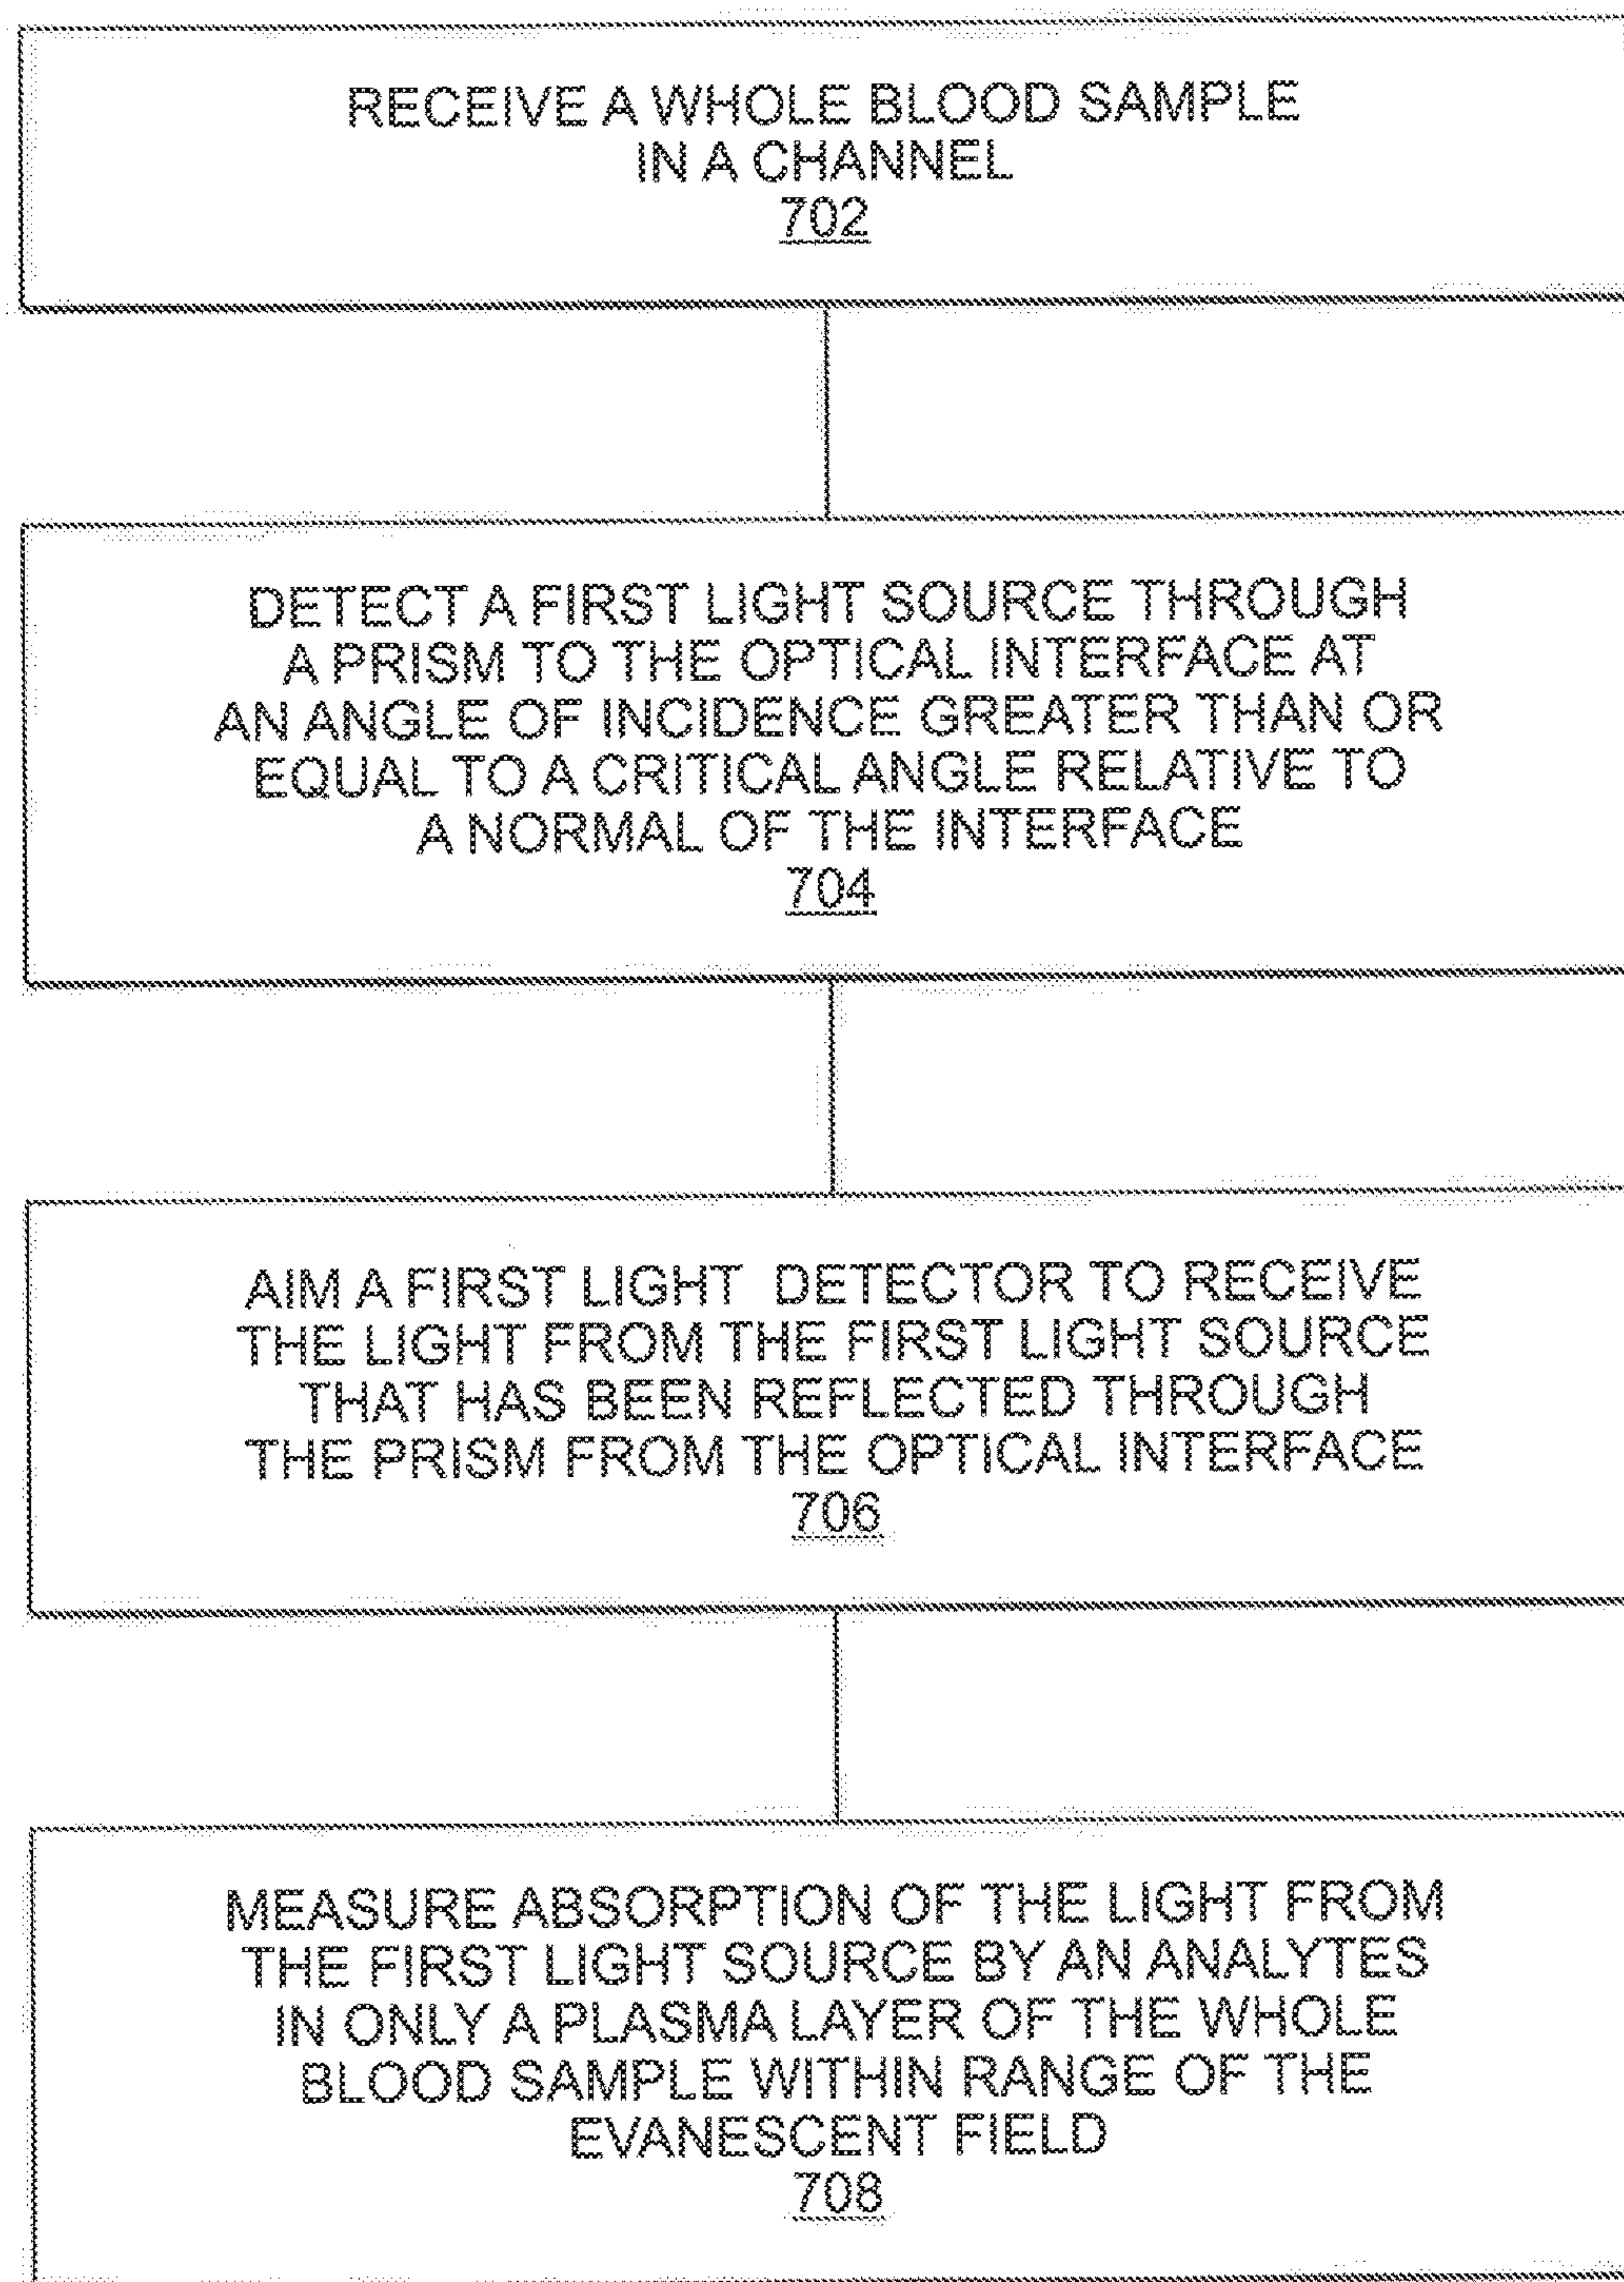 RECEIVE A WHOLE BLOOD SAMPLE
IN A CHANNEL
702
DETECT A FIRST LIGHT SOURCE THROUGH
A PRISM TO THE OPTICAL INTERFACE AT
AN ANGLE OF INCIDENCE GREATER THAN OR
EQUAL TO A CRITICAL ANGLE RELATIVE TO
A NORMAL OF THE INTERFACE
704
AIM A FIRST LIGHT DETECTOR TO RECEIVE
THE LIGHT FROM THE FIRST LIGHT SOURCE
THAT HAS BEEN REFLECTED THROUGH
THE PRISM FROM THE OPTICAL INTERFACE
706
MEASURE ABSORPTION OF THE LIGHT FROM
THE FIRST LIGHT SOURCE BY AN ANALYTES
IN ONLY A PLASMA LAYER OF THE WHOLE
BLOOD SAMPLE WITHIN RANGE OF THE
EVANESCENT FIELD
708